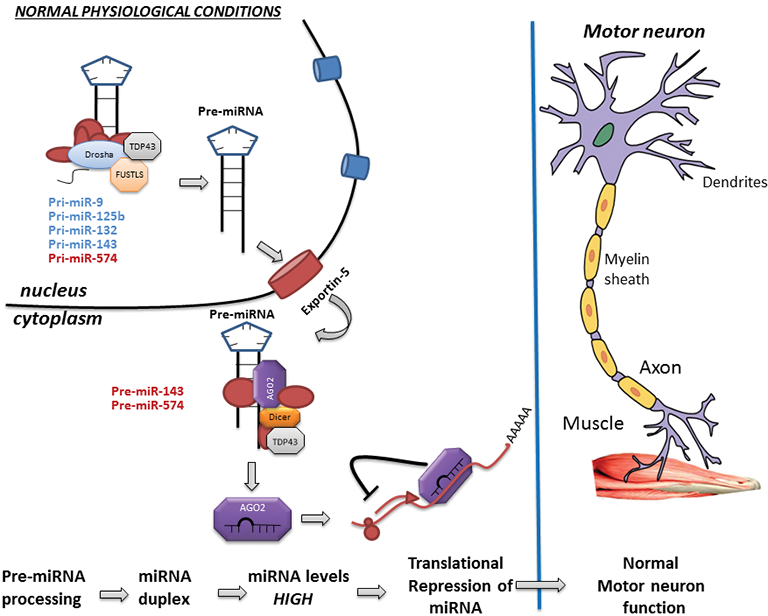 NORMAL PHYSIOLOGICAL CONDITIONS
Drosha
TDP43
FUSTLS
Pri-miR-9
Pri-miR-125b
Pri-miR-132
Pri-miR-143
Pri-miR-574
Pre-miRNA
nucleus
cytoplasm
Exportin-5
Pre-miRNA
AGO2
Dicer
TDP43
Pre-miR-143
Pre-miR-574
AGO2
AAAAA
Motor neuron
Dendrites
Myelin
sheath
Axon
Muscle
Pre-miRNA
processing
miRNA
duplex
miRNA levels
HIGH
Translational
Repression of
miRNA
Normal
Motor neuron
function